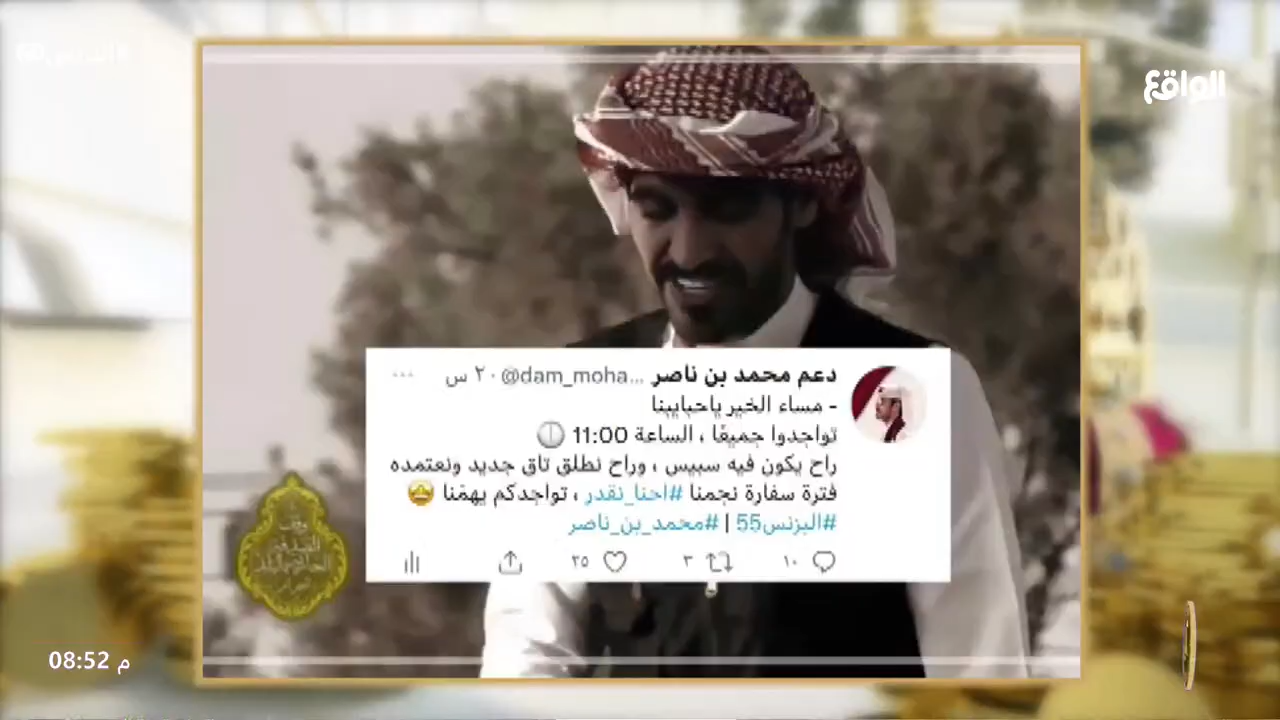 الواقع
دعم محمد بن ناصر @dam_moha... · ٢٠ س
- مساء الخير ياحبايبنا
تواجدوا جميعًا ، الساعة 11:00
راح يكون فيه سبيس ، وراح نطلق تاق جديد ونعتمده
فترة سفارة نجمنا #احنا_نقدر ، تواجدكم يهمّنا 🤩
#البزنس55 | #محمد_بن_ناصر
١٠ ٣ ٢٥
08:52 م